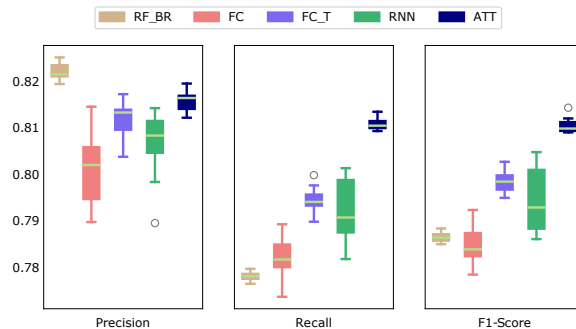 RF_BR FC FC_T RNN ATT
0.82
0.81
0.80
0.79
0.78
Precision Recall F1-Score